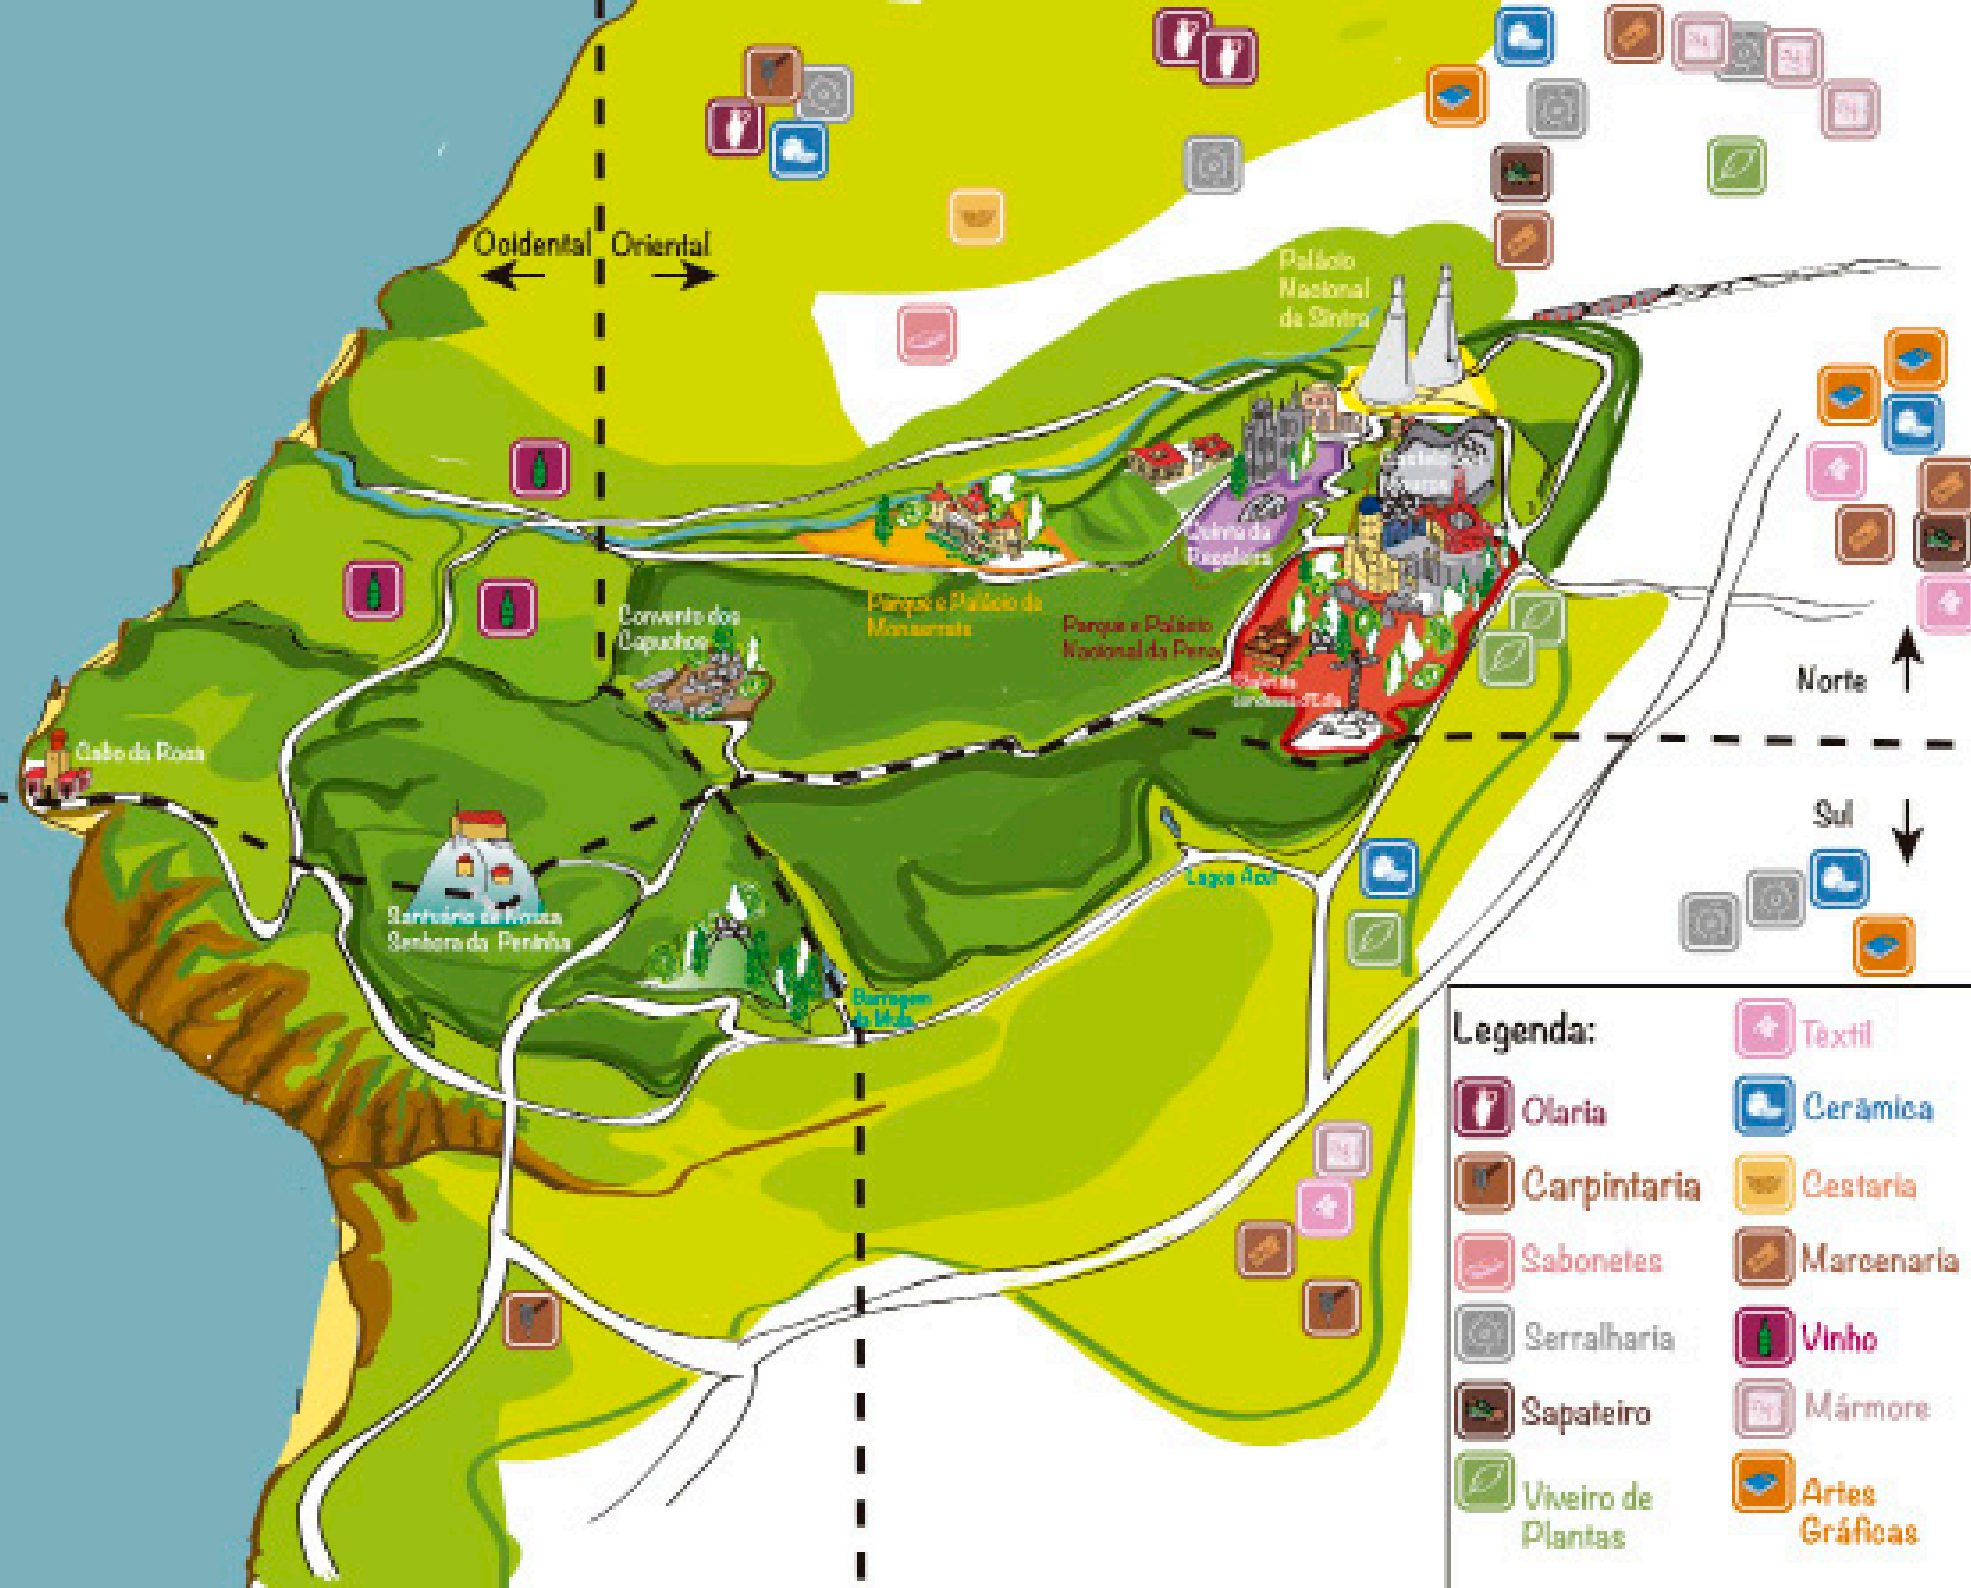 Ocidental
Oriental
Palácio
Nacional
de Sintra
Quinta da
Regaleira
Convento dos
Capuchos
Parque e Palácio de
Monserrate
Parque e Palácio
Nacional da Pena
Cabo da Roca
Norte
Sul
Santuário de Nossa
Senhora da Peninha
Lagoa Azul
Barragem
da Mula
Legenda:
Têxtil
Olaria
Cerâmica
Carpintaria
Cestaria
Sabonetes
Marcenaria
Serralharia
Vinho
Sapateiro
Mármore
Viveiro de
Plantas
Artes
Gráficas